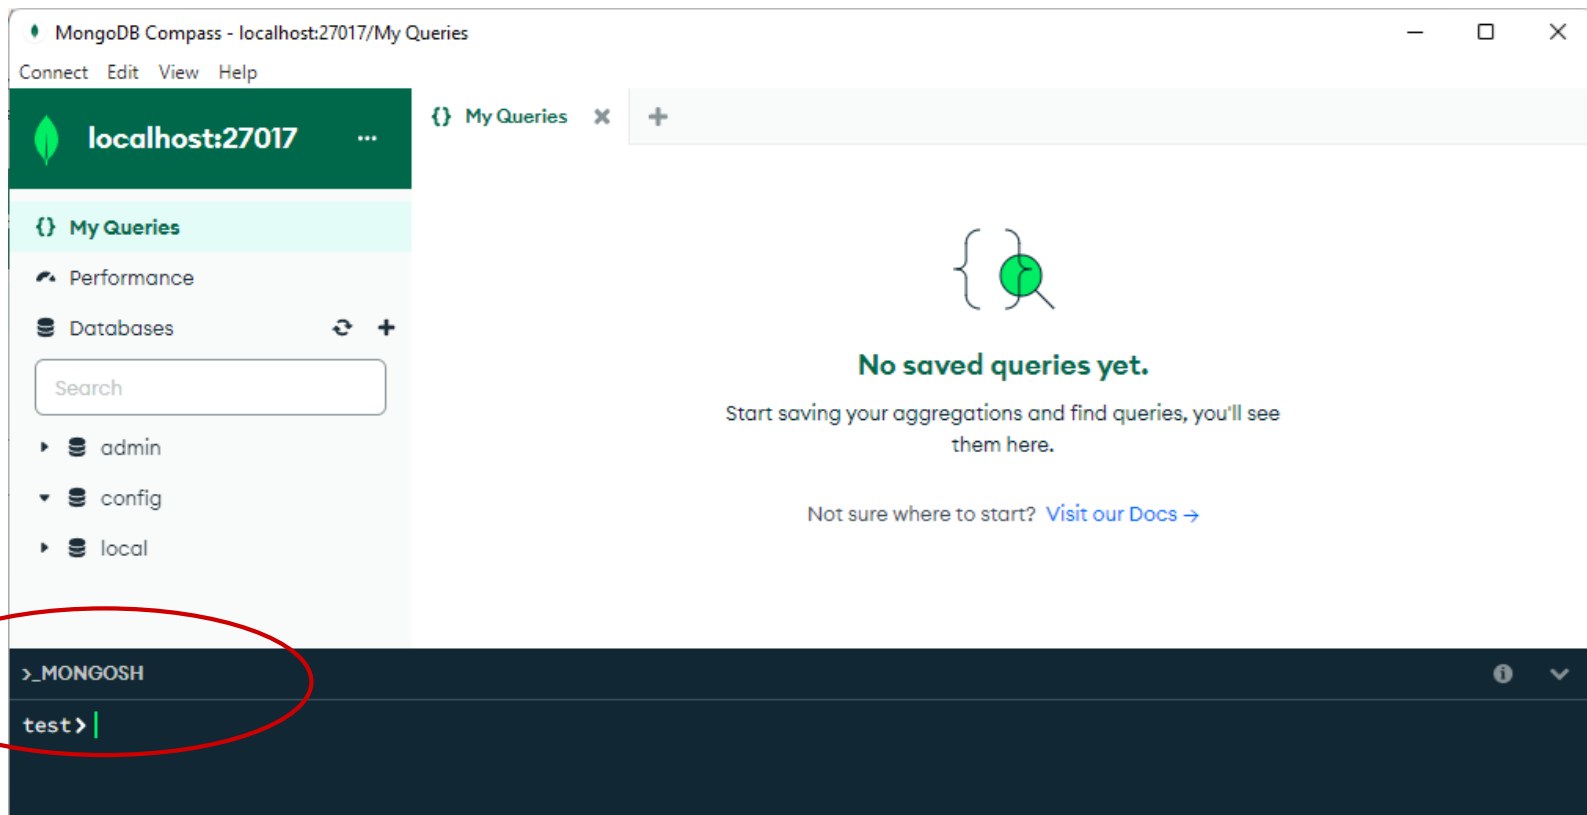 MongoDB Compass - localhost:27017/My Queries
Connect Edit View Help
localhost:27017 ...
{} My Queries
{} My Queries
Performance
Databases
Search
admin
config
local
No saved queries yet.
Start saving your aggregations and find queries, you'll see
them here.
Not sure where to start? Visit our Docs →
>_MONGOSH
test>